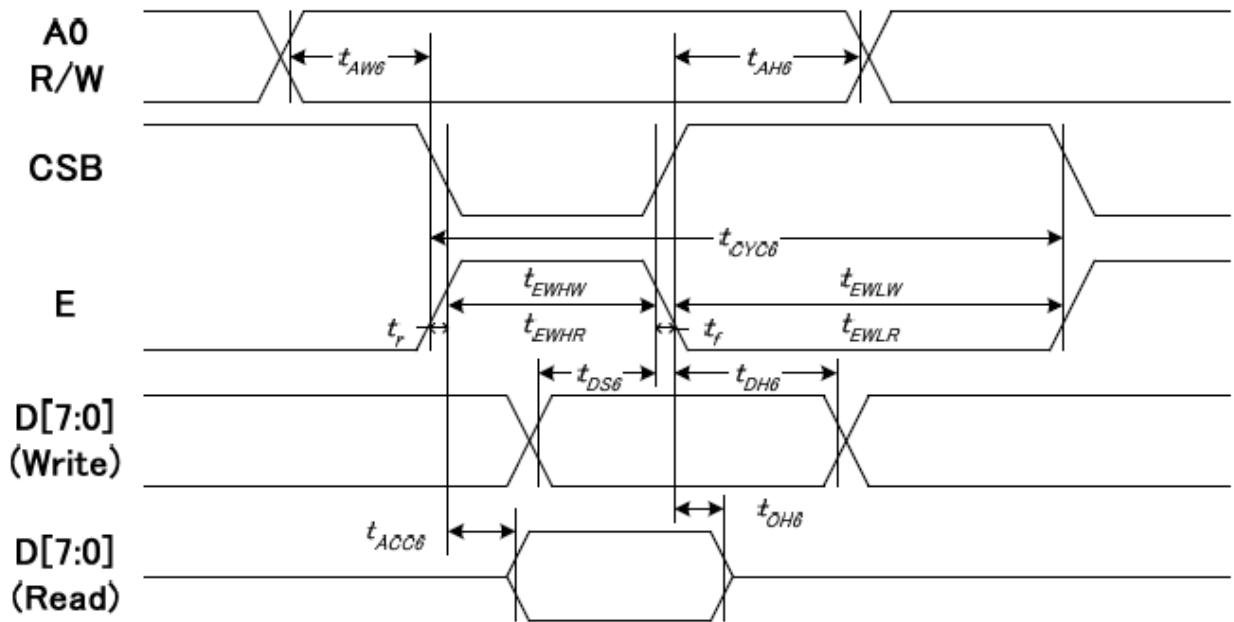 A0
R/W
tAW6
tAH6
CSB
tCYC6
E
tEWHW
tEWLW
tr
tEWHR
tf
tEWLR
tDS6
tDH6
D[7:0]
(Write)
tACC6
tOH6
D[7:0]
(Read)